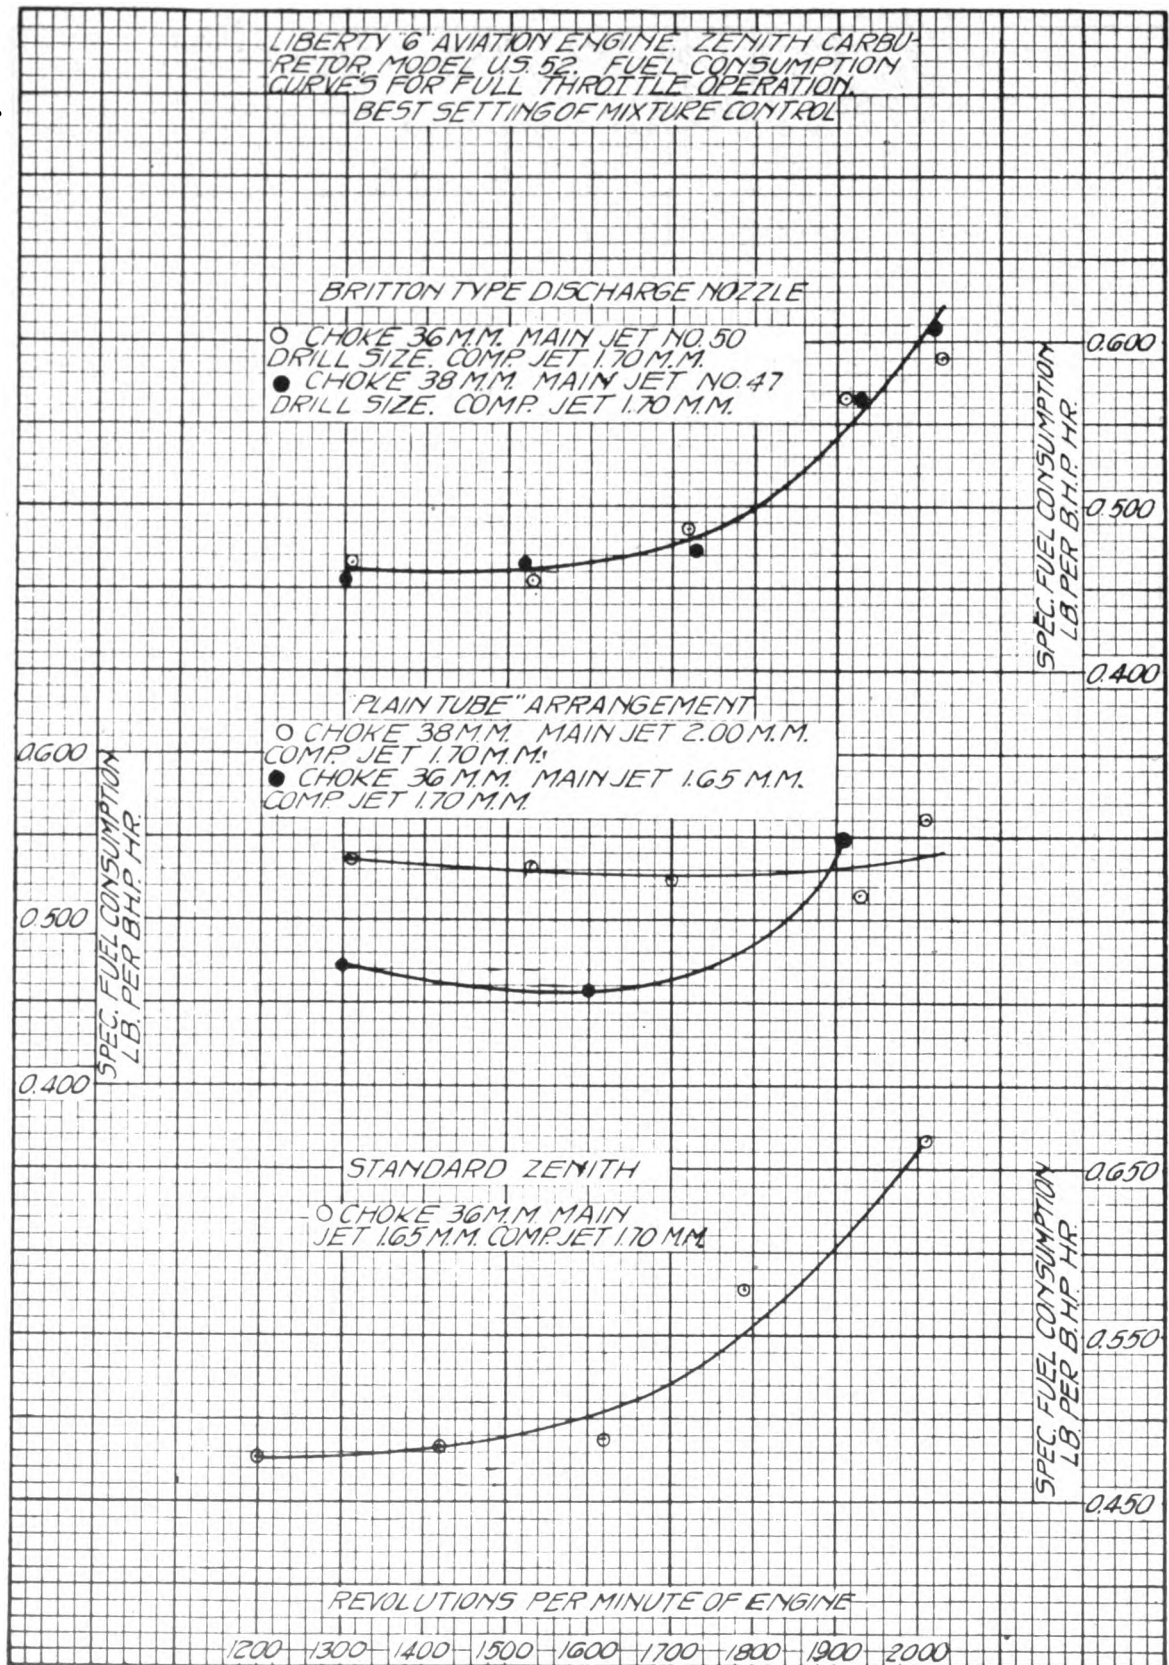 LIBERTY "6" AVIATION ENGINE. ZENITH CARBU-
RETOR MODEL U.S. 52. FUEL CONSUMPTION
CURVES FOR FULL THROTTLE OPERATION.
BEST SETTING OF MIXTURE CONTROL
BRITTON TYPE DISCHARGE NOZZLE
CHOKE 36 M.M. MAIN JET NO. 50
DRILL SIZE. COMP. JET 1.70 M.M.
CHOKE 38 M.M. MAIN JET NO. 47
DRILL SIZE. COMP. JET 1.70 M.M.
0.600
0.500
0.400
SPEC. FUEL CONSUMPTION
LB. PER B.H.P. HR.
"PLAIN TUBE" ARRANGEMENT
CHOKE 38 M.M. MAIN JET 2.00 M.M.
COMP. JET 1.70 M.M.
CHOKE 36 M.M. MAIN JET 1.65 M.M.
COMP. JET 1.70 M.M.
0.600
0.500
0.400
SPEC. FUEL CONSUMPTION
LB. PER B.H.P. HR.
STANDARD ZENITH
CHOKE 36 M.M. MAIN
JET 1.65 M.M. COMP. JET 1.70 M.M.
0.650
0.550
0.450
SPEC. FUEL CONSUMPTION
LB. PER B.H.P. HR.
REVOLUTIONS PER MINUTE OF ENGINE
1200 1300 1400 1500 1600 1700 1800 1900 2000